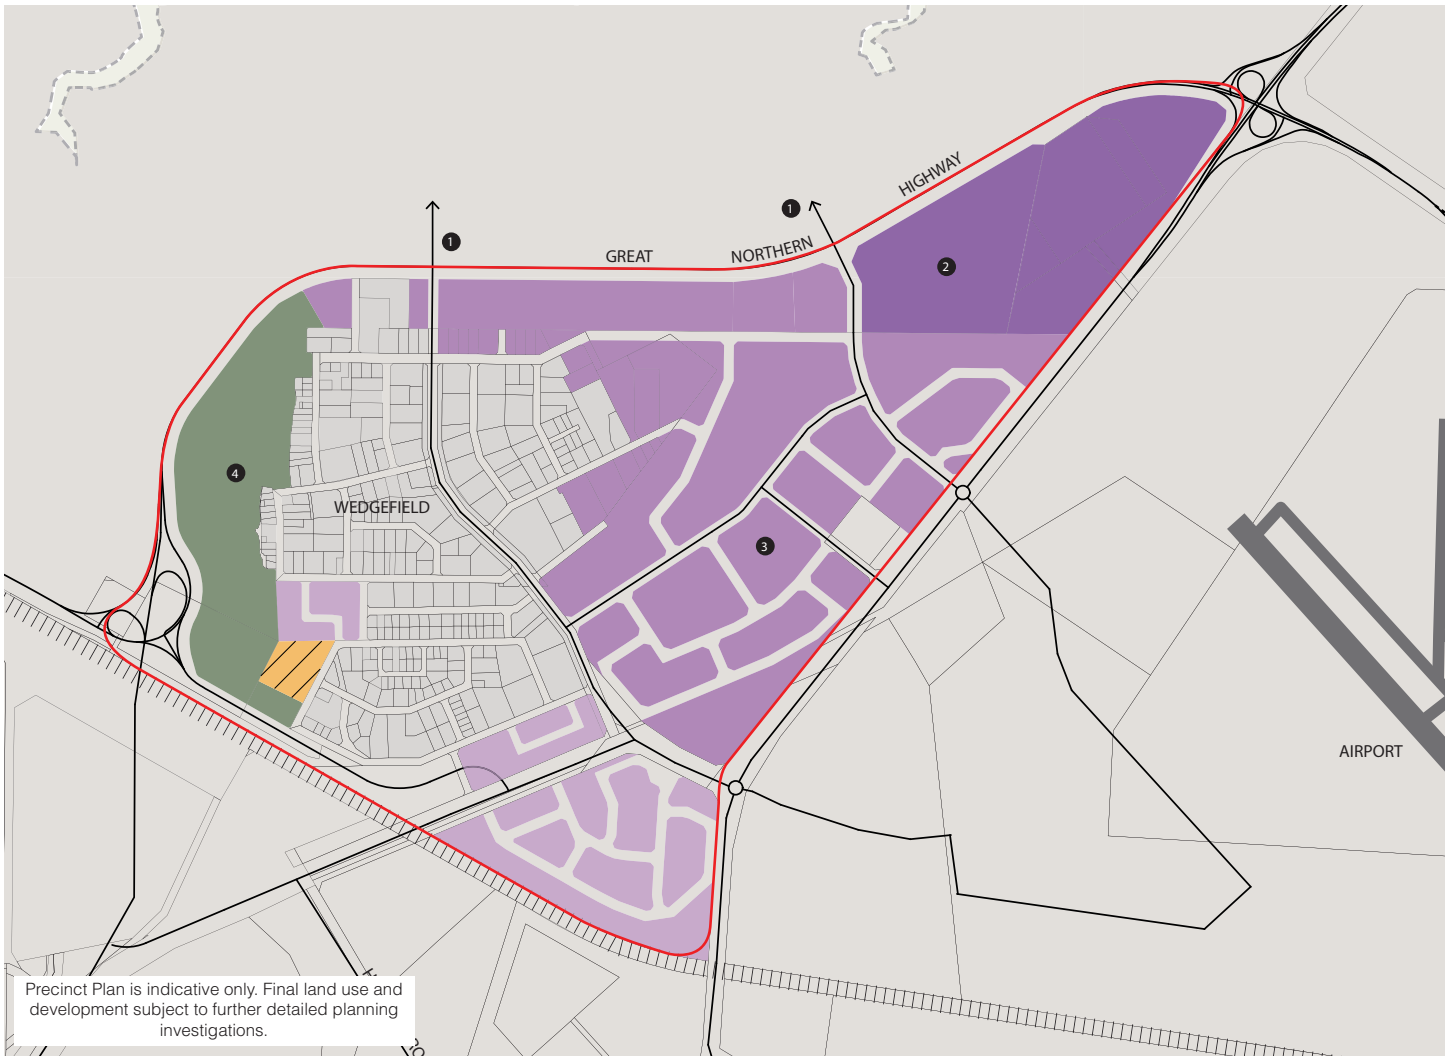 HIGHWAY
1
1
GREAT
NORTHERN
2
4
WEDGEFIELD
3
AIRPORT
Precinct Plan is indicative only. Final land use and
development subject to further detailed planning
investigations.